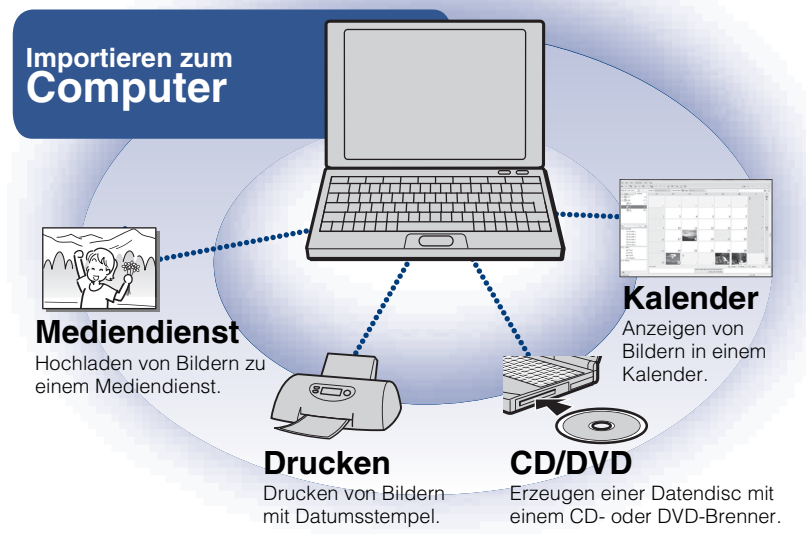 Importieren zum
Computer
Mediendienst
Hochladen von Bildern zu
einem Mediendienst.
Drucken
Drucken von Bildern
mit Datumsstempel.
CD/DVD
Erzeugen einer Datendisc mit
einem CD- oder DVD-Brenner.
Kalender
Anzeigen von
Bildern in einem
Kalender.